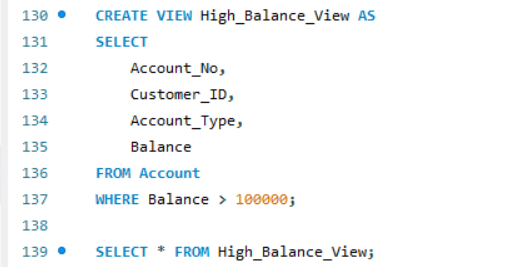 130 CREATE VIEW High_Balance_View AS
131 SELECT
132 Account_No,
133 Customer_ID,
134 Account_Type,
135 Balance
136 FROM Account
137 WHERE Balance > 100000;
138
139 SELECT * FROM High_Balance_View;